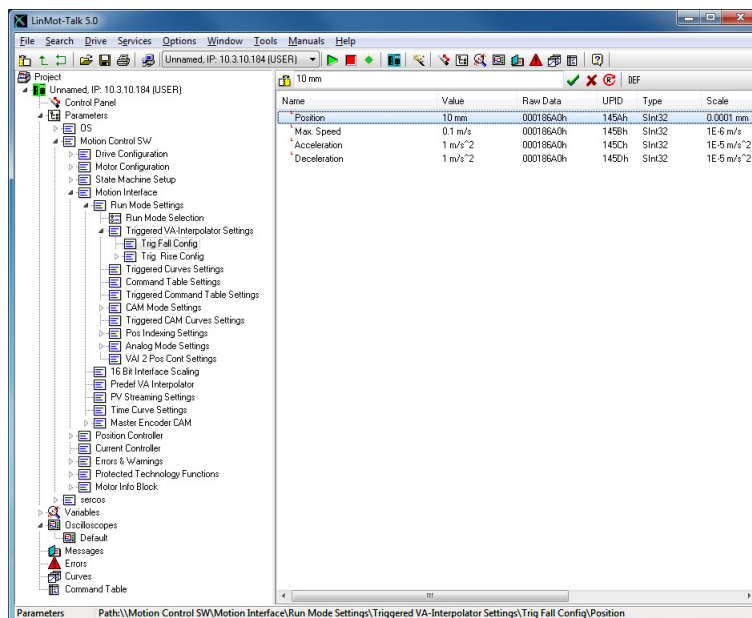 LinMot-Talk 5.0
File Search Drive Services Options Window Tools Manuals Help
Unnamed, IP: 10.3.10.184 (USER)
Project
Unnamed, IP: 10.3.10.184 (USER)
Control Panel
Parameters
OS
Motion Control SW
Drive Configuration
Motor Configuration
State Machine Setup
Motion Interface
Run Mode Settings
Run Mode Selection
Triggered VA-Interpolator Settings
Trig Fall Config
Trig Rise Config
Triggered Curves Settings
Command Table Settings
Triggered Command Table Settings
CAM Mode Settings
Triggered CAM Curves Settings
Pos Indexing Settings
Analog Mode Settings
VAI 2 Pos Cont Settings
16 Bit Interface Scaling
Predef VA Interpolator
PV Streaming Settings
Time Curve Settings
Master Encoder CAM
Position Controller
Current Controller
Errors & Warnings
Protected Technology Functions
Motor Info Block
sercos
Variables
Oscilloscopes
Default
Messages
Errors
Curves
Command Table
10 mm DEF
Name Value Raw Data UPID Type Scale
Position 10 mm 000186A0h 145Ah SInt32 0.0001 mm
Max. Speed 0.1 m/s 000186A0h 145Bh SInt32 1E-6 m/s
Acceleration 1 m/s^2 000186A0h 145Ch SInt32 1E-5 m/s^2
Deceleration 1 m/s^2 000186A0h 145Dh SInt32 1E-5 m/s^2
Parameters Path:\\Motion Control SW\Motion Interface\Run Mode Settings\Triggered VA-Interpolator Settings\Trig Fall Config\Position